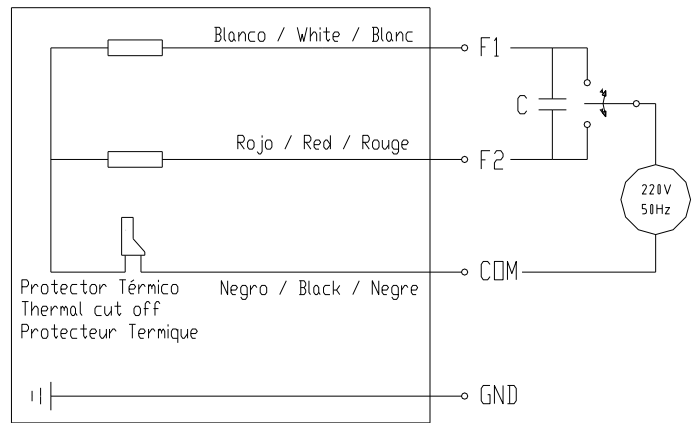 Blanco / White / Blanc
F1
C
Rojo / Red / Rouge
F2
220V
50Hz
Negro / Black / Negre
COM
Protector Térmico
Thermal cut off
Protecteur Termique
GND